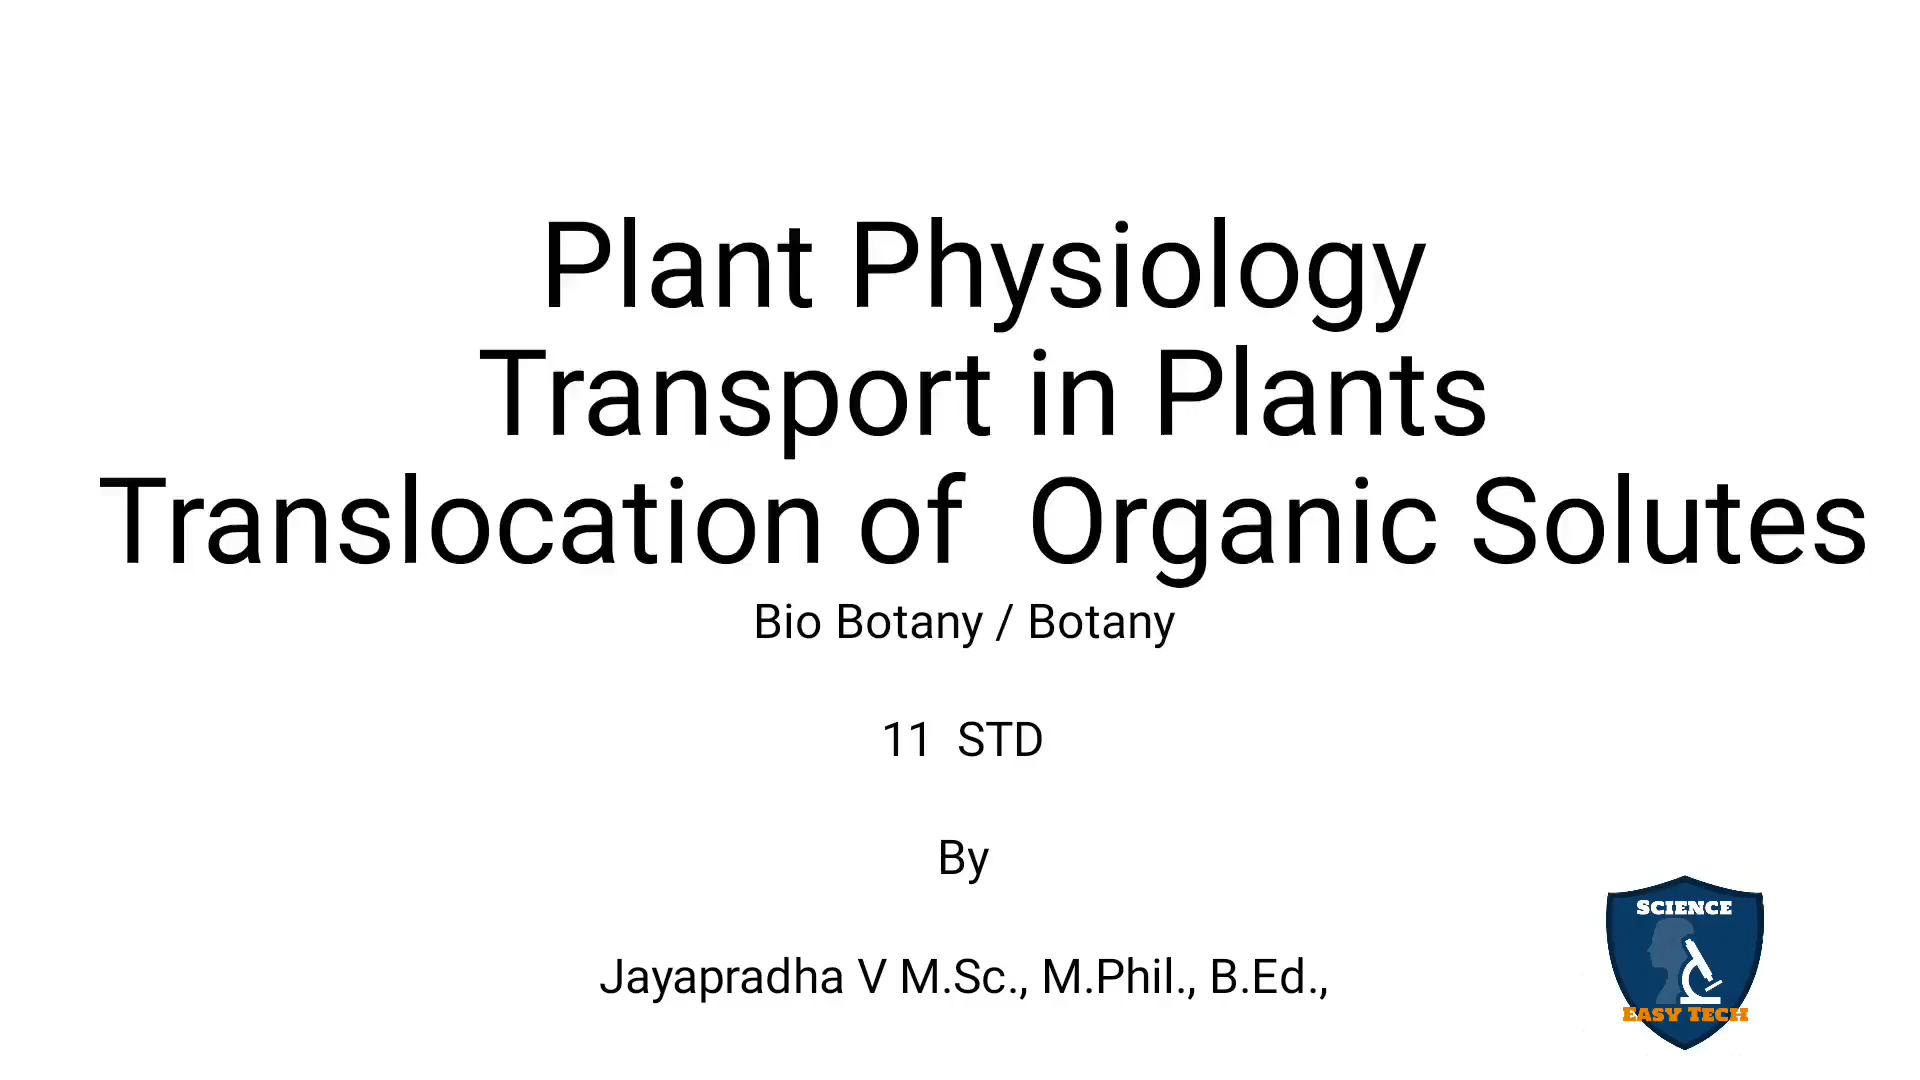 Plant Physiology
Transport in Plants
Translocation of  Organic Solutes
Bio Botany / Botany
11  STD
By
Jayapradha V M.Sc., M.Phil., B.Ed.,
SCIENCE
EASY TECH